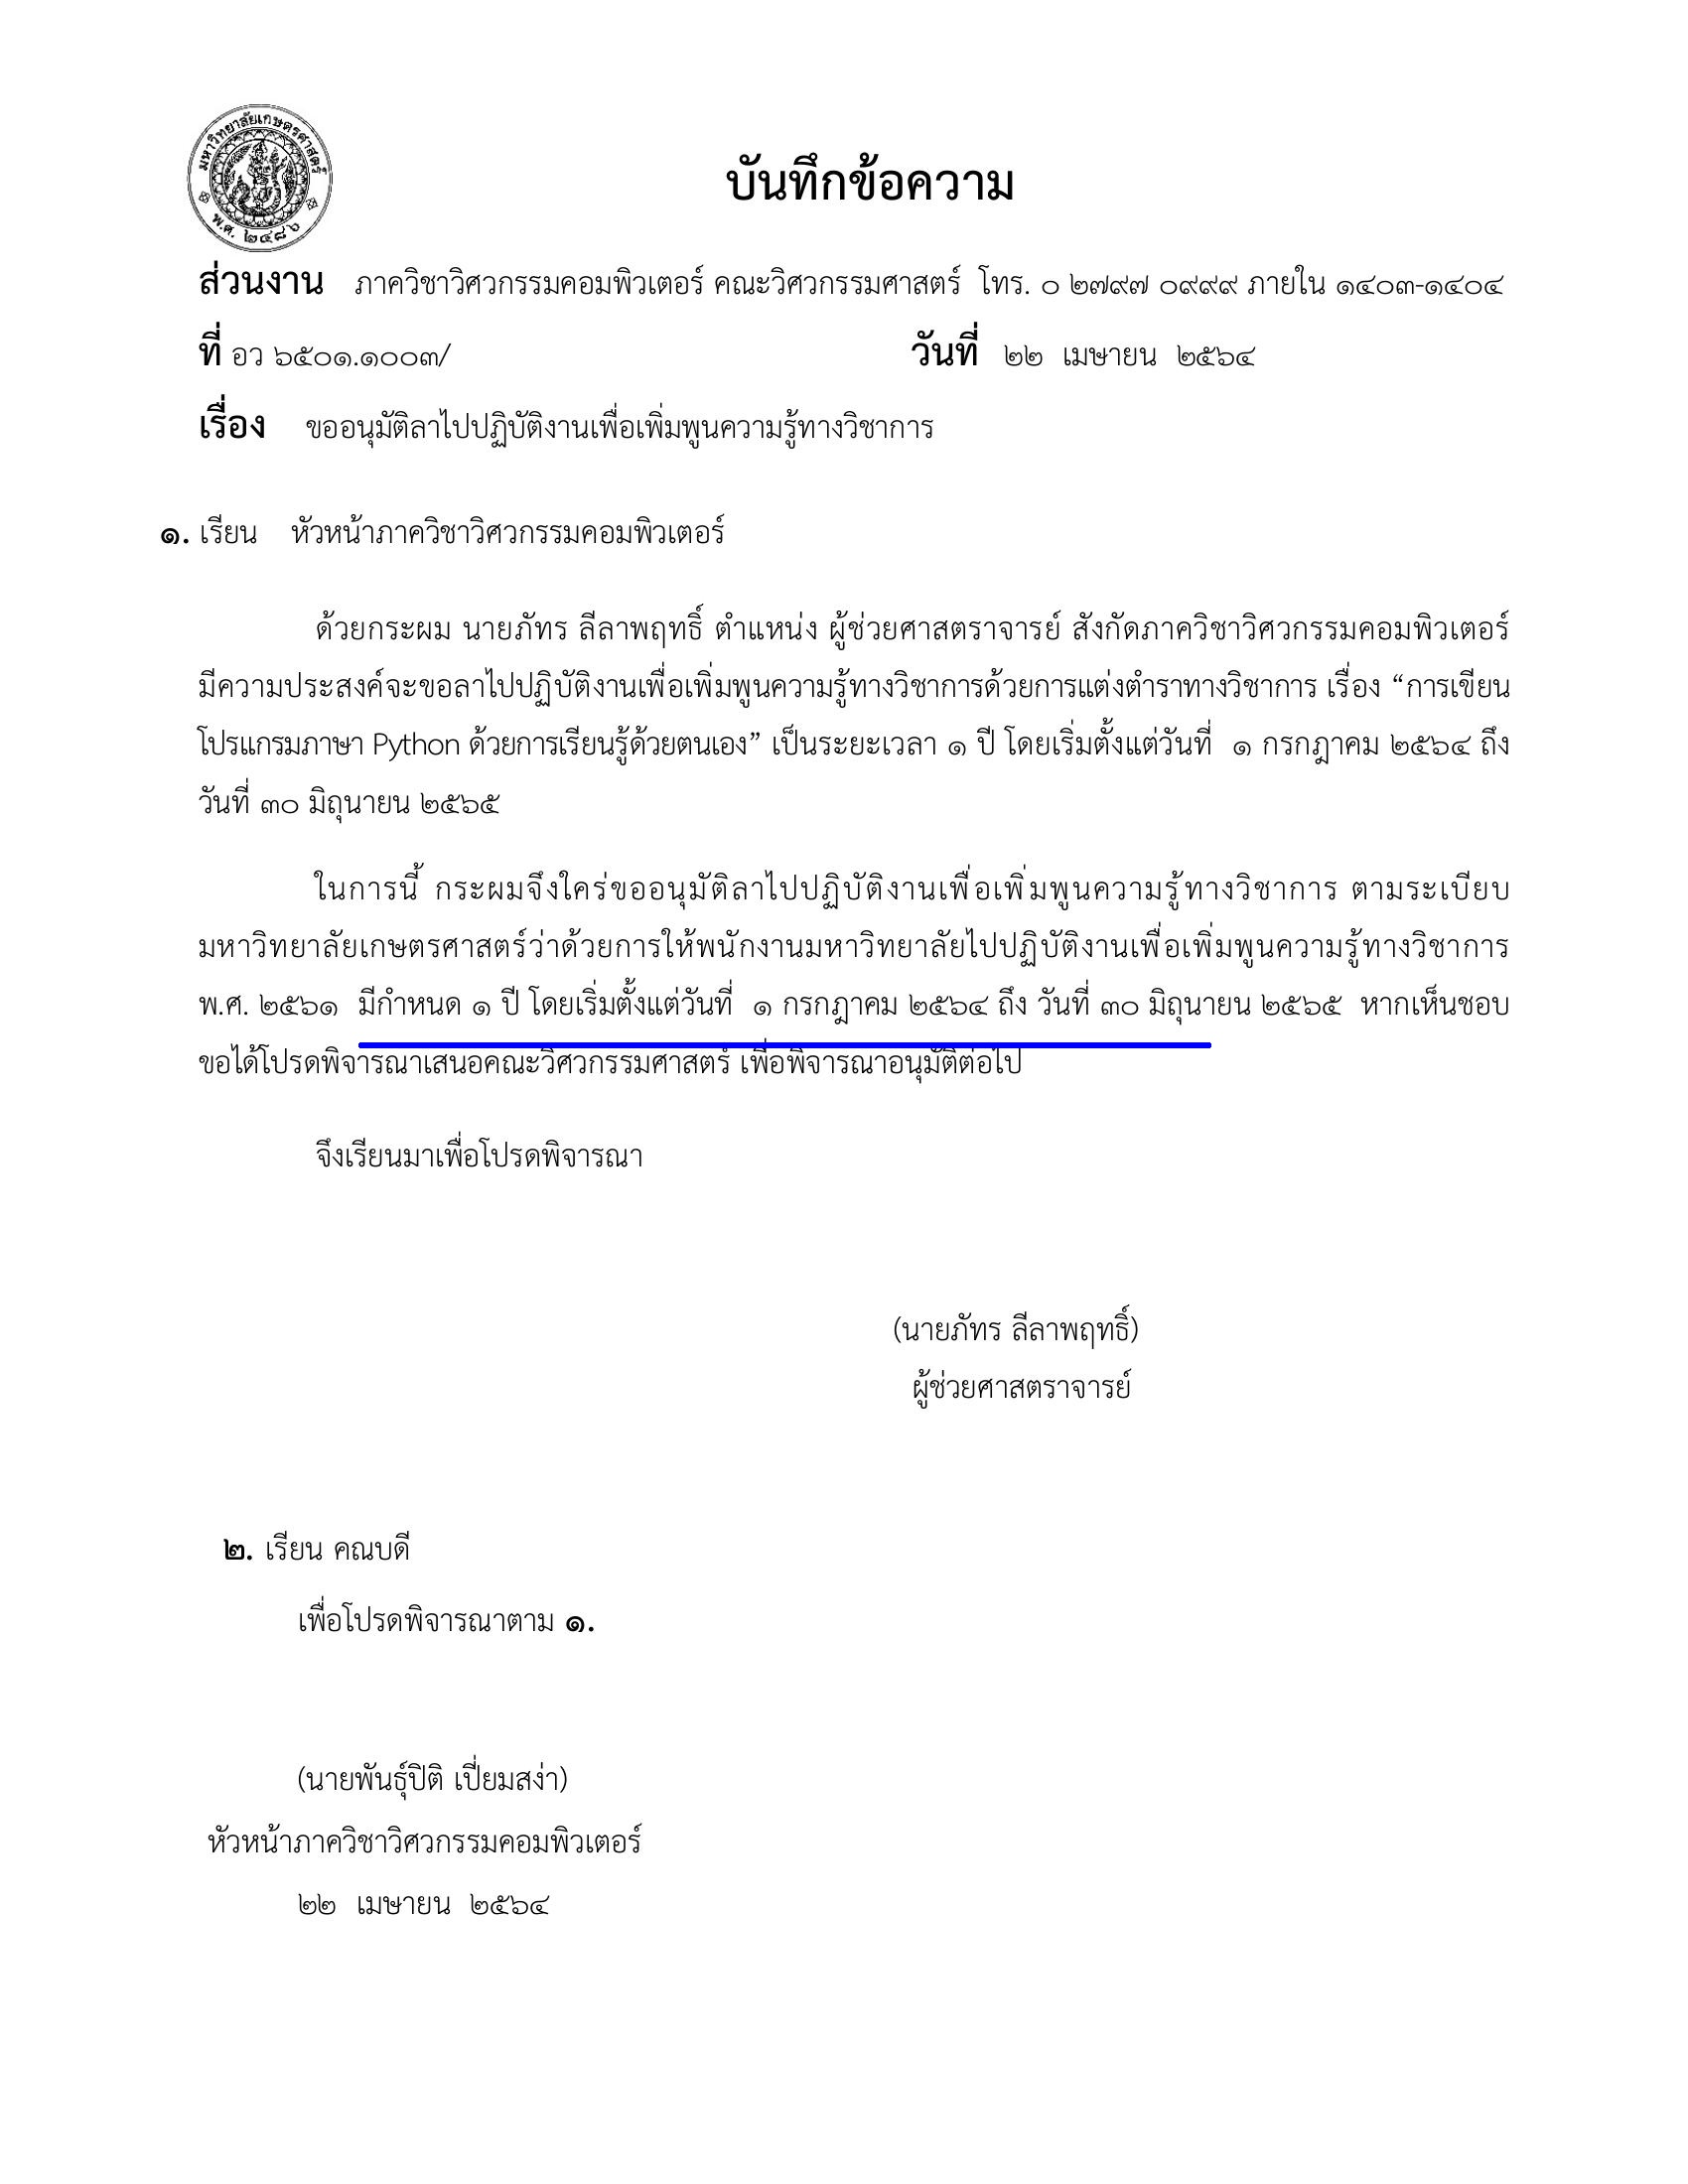 มหาวิทยาลัยเกษตรศาสตร์
พ.ศ. ๒๔๘๖
บันทึกข้อความ
ส่วนงาน ภาควิชาวิศวกรรมคอมพิวเตอร์ คณะวิศวกรรมศาสตร์ โทร. ๐ ๒๗๙๗ ๐๙๙๙ ภายใน ๑๔๐๓-๑๔๐๔
ที่ อว ๖๕๐๑.๑๐๐๓/ วันที่ ๒๒ เมษายน ๒๕๖๔
เรื่อง ขออนุมัติลาไปปฏิบัติงานเพื่อเพิ่มพูนความรู้ทางวิชาการ
๑. เรียน หัวหน้าภาควิชาวิศวกรรมคอมพิวเตอร์
ด้วยกระผม นายภัทร ลีลาพฤทธิ์ ตำแหน่ง ผู้ช่วยศาสตราจารย์ สังกัดภาควิชาวิศวกรรมคอมพิวเตอร์
มีความประสงค์จะขอลาไปปฏิบัติงานเพื่อเพิ่มพูนความรู้ทางวิชาการด้วยการแต่งตำราทางวิชาการ เรื่อง “การเขียน
โปรแกรมภาษา Python ด้วยการเรียนรู้ด้วยตนเอง” เป็นระยะเวลา ๑ ปี โดยเริ่มตั้งแต่วันที่ ๑ กรกฎาคม ๒๕๖๔ ถึง
วันที่ ๓๐ มิถุนายน ๒๕๖๕
ในการนี้ กระผมจึงใคร่ขออนุมัติลาไปปฏิบัติงานเพื่อเพิ่มพูนความรู้ทางวิชาการ ตามระเบียบ
มหาวิทยาลัยเกษตรศาสตร์ว่าด้วยการให้พนักงานมหาวิทยาลัยไปปฏิบัติงานเพื่อเพิ่มพูนความรู้ทางวิชาการ
พ.ศ. ๒๕๖๑ มีกำหนด ๑ ปี โดยเริ่มตั้งแต่วันที่ ๑ กรกฎาคม ๒๕๖๔ ถึง วันที่ ๓๐ มิถุนายน ๒๕๖๕ หากเห็นชอบ
ขอได้โปรดพิจารณาเสนอคณะวิศวกรรมศาสตร์ เพื่อพิจารณาอนุมัติต่อไป
จึงเรียนมาเพื่อโปรดพิจารณา
(นายภัทร ลีลาพฤทธิ์)
ผู้ช่วยศาสตราจารย์
๒. เรียน คณบดี
เพื่อโปรดพิจารณาตาม ๑.
(นายพันธุ์ปิติ เปี่ยมสง่า)
หัวหน้าภาควิชาวิศวกรรมคอมพิวเตอร์
๒๒ เมษายน ๒๕๖๔